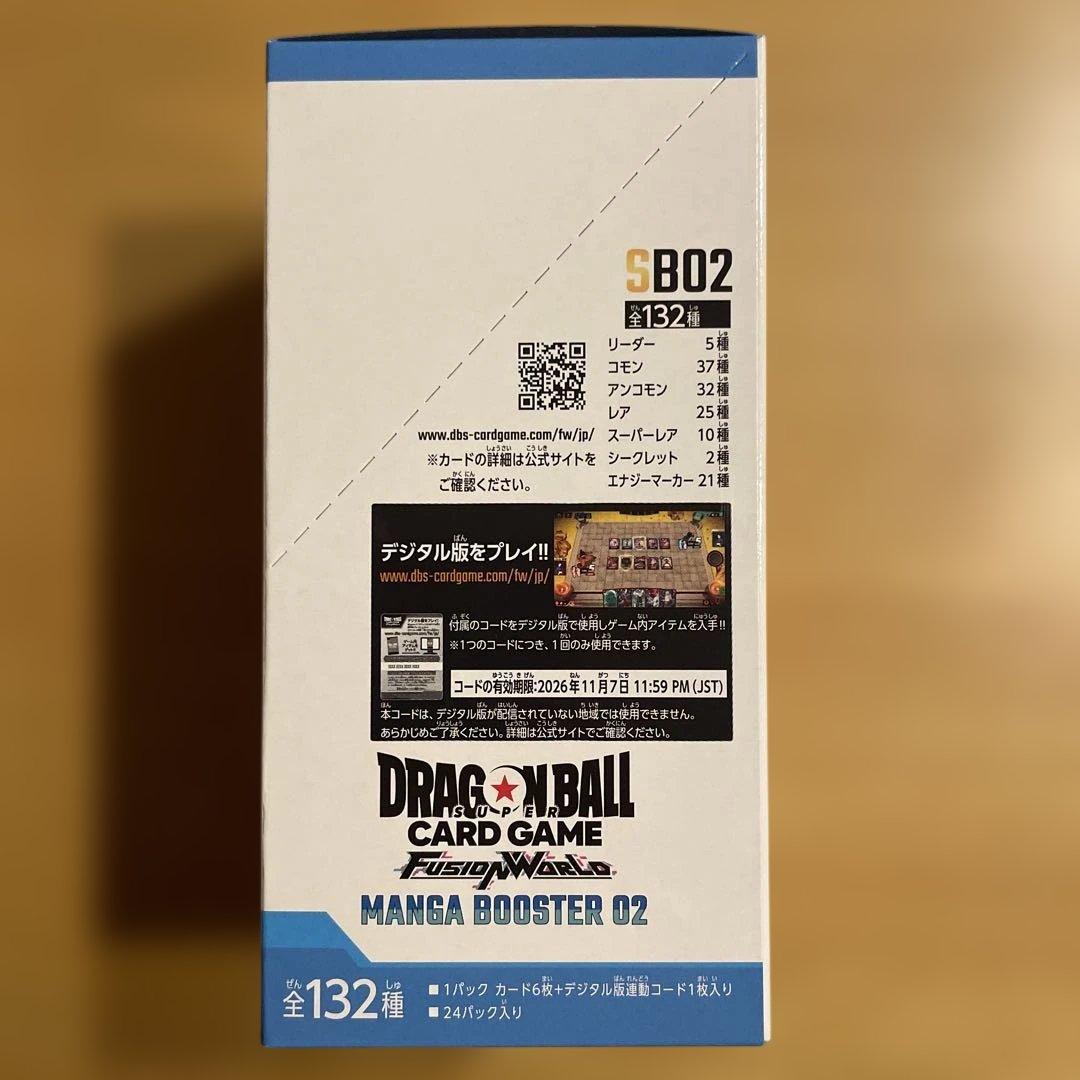 SB02
全132種
リーダー 5種
コモン 37種
アンコモン 32種
レア 25種
スーパーレア 10種
シークレット 2種
エナジーマーカー 21種
www.dbs-cardgame.com/fw/jp/
※カードの詳細は公式サイトを
ご確認ください。
デジタル版をプレイ!!
www.dbs-cardgame.com/fw/jp/
付属のコードをデジタル版で使用しゲーム内アイテムを入手!!
※1つのコードにつき、1回のみ使用できます。
コードの有効期限:2026年11月7日 11:59 PM (JST)
本コードは、デジタル版が配信されていない地域では使用できません。
あらかじめご了承ください。詳細は公式サイトでご確認ください。
DRAGON BALL
SUPER
CARD GAME
FUSION WORLD
MANGA BOOSTER 02
全132種
■1パック カード6枚+デジタル版連動コード1枚入り
■24パック入り